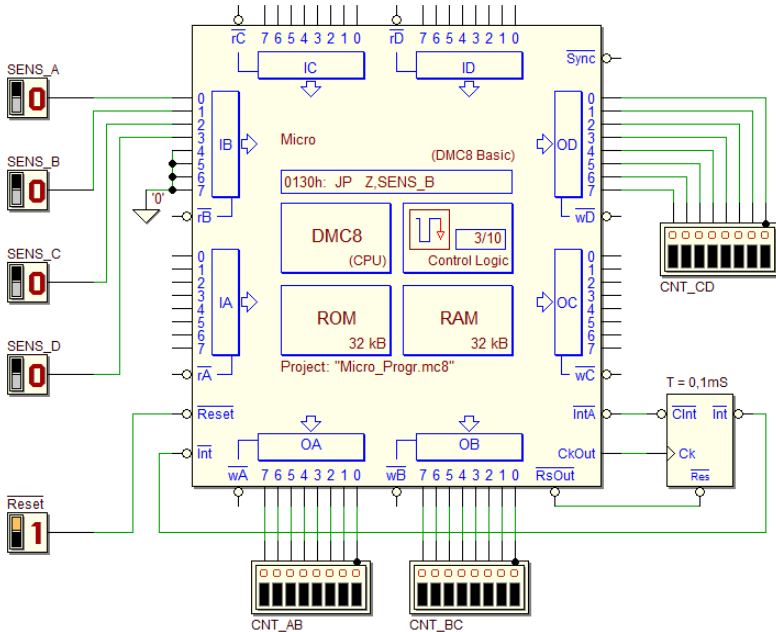 rC 7 6 5 4 3 2 1 0 rD 7 6 5 4 3 2 1 0
IC ID
Sync
SENS_A
0
SENS_B
0
SENS_C
0
SENS_D
0
Reset
1
0
1
2
3
4
5
6
7
IB
'0'
rB
0
1
2
3
4
5
6
7
IA
rA
Reset
Int
Micro
(DMC8 Basic)
0130h: JP Z,SENS_B
DMC8
(CPU)
3/10
Control Logic
ROM
32 kB
RAM
32 kB
Project: "Micro_Progr.mc8"
0
1
2
3
4
5
6
7
OD
wD
CNT_CD
0
1
2
3
4
5
6
7
OC
wC
IntA
CkOut
RsOut
T = 0,1mS
CInt Int
Ck
Res
OA OB
wA 7 6 5 4 3 2 1 0 wB 7 6 5 4 3 2 1 0
CNT_AB CNT_BC